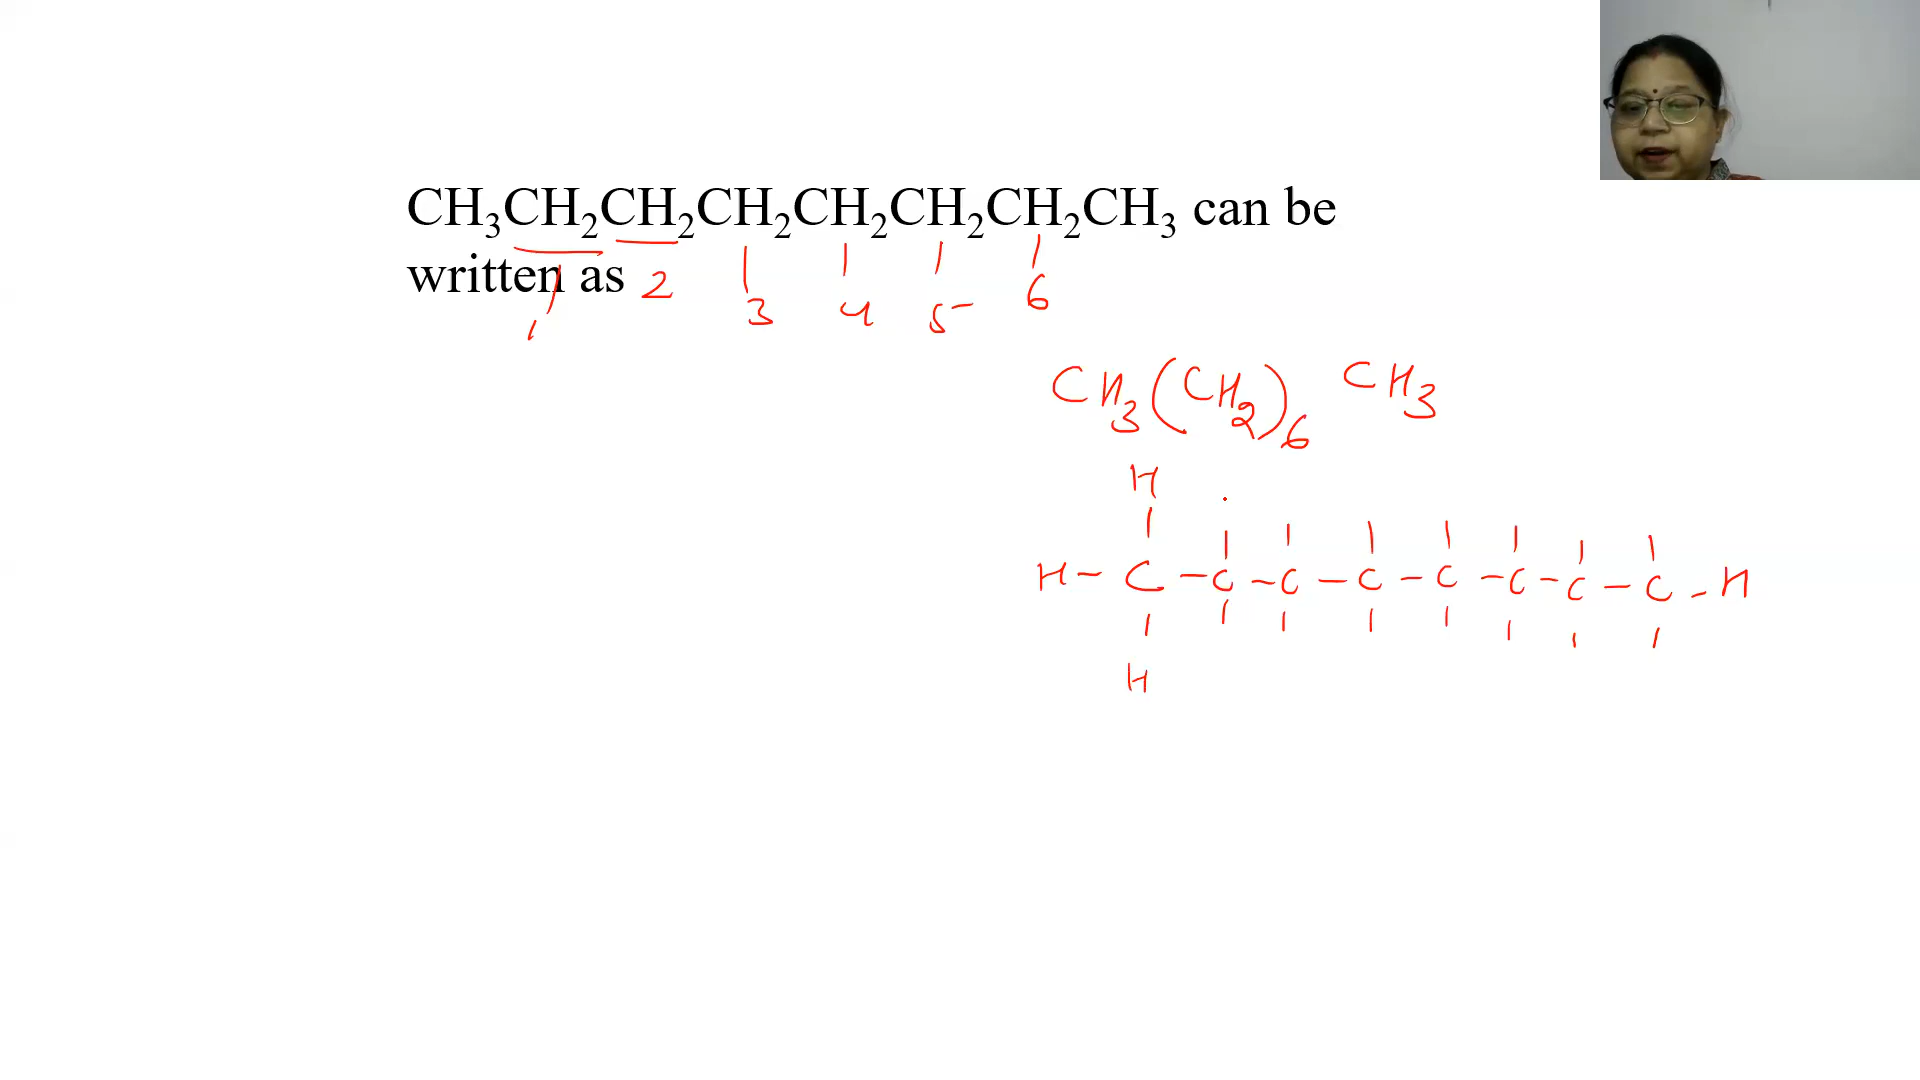 CH₃CH₂CH₂CH₂CH₂CH₂CH₂CH₃ can be
written as
1 2 3 4 5 6
CH₃(CH₂)₆ CH₃
H
H - C - C - C - C - C - C - C - C - H
H